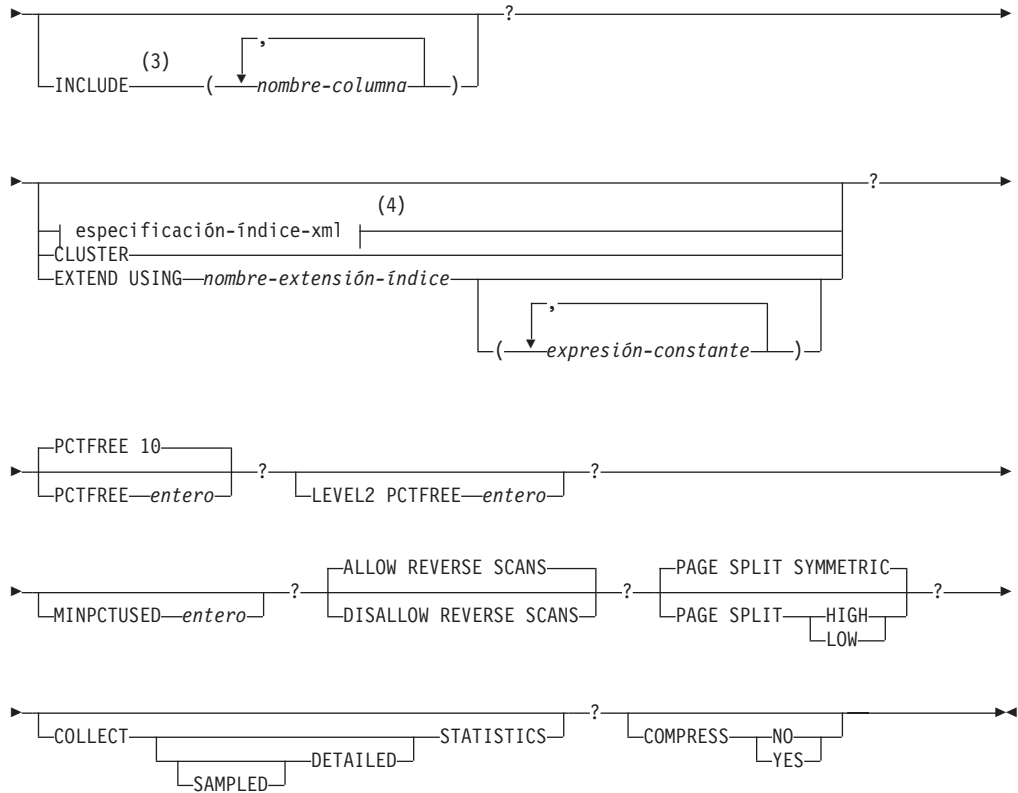 ?
,
(3)
INCLUDE ( nombre-columna )
?
(4)
especificación-índice-xml
CLUSTER
EXTEND USING nombre-extensión-índice
,
( expresión-constante )
PCTFREE 10
? ?
PCTFREE entero LEVEL2 PCTFREE entero
ALLOW REVERSE SCANS PAGE SPLIT SYMMETRIC
? ? ?
MINPCTUSED entero DISALLOW REVERSE SCANS PAGE SPLIT HIGH
LOW
?
COLLECT STATISTICS COMPRESS NO
DETAILED YES
SAMPLED